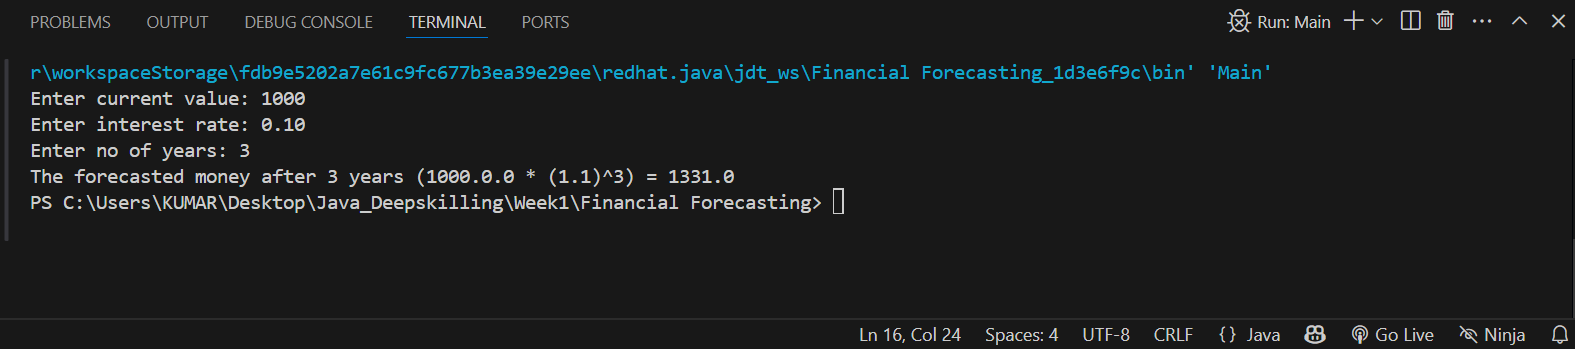 PROBLEMS OUTPUT DEBUG CONSOLE TERMINAL PORTS Run: Main
r\workspaceStorage\fdb9e5202a7e61c9fc677b3ea39e29ee\redhat.java\jdt_ws\Financial Forecasting_1d3e6f9c\bin' 'Main'
Enter current value: 1000
Enter interest rate: 0.10
Enter no of years: 3
The forecasted money after 3 years (1000.0.0 * (1.1)^3) = 1331.0
PS C:\Users\KUMAR\Desktop\Java_Deepskilling\Week1\Financial Forecasting>
Ln 16, Col 24 Spaces: 4 UTF-8 CRLF {} Java Go Live Ninja